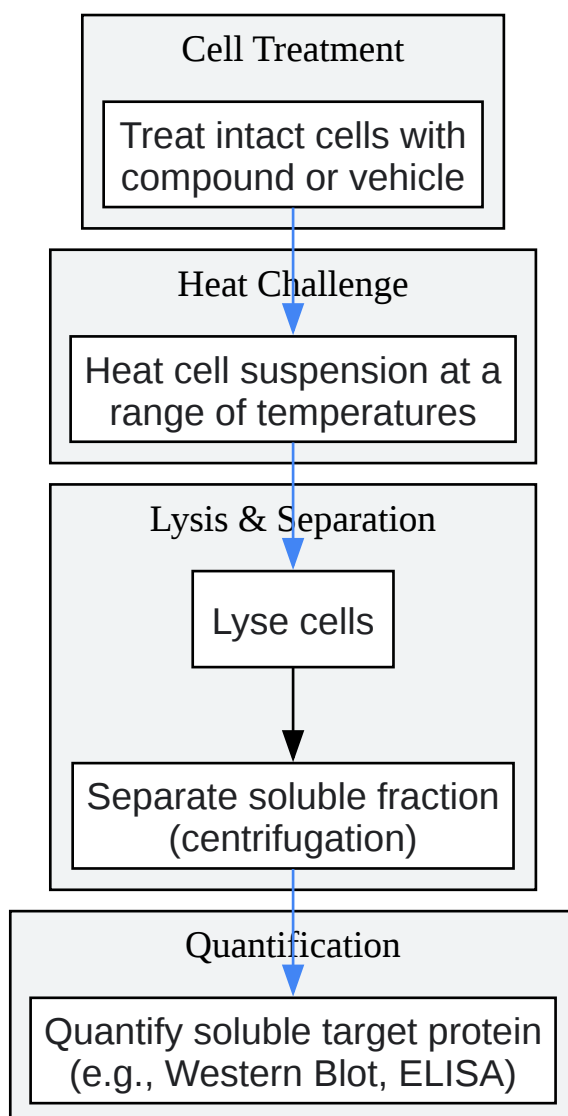 Cell Treatment
Treat intact cells with
compound or vehicle
Heat Challenge
Heat cell suspension at a
range of temperatures
Lysis & Separation
Lyse cells
Separate soluble fraction
(centrifugation)
Quantification
Quantify soluble target protein
(e.g., Western Blot, ELISA)